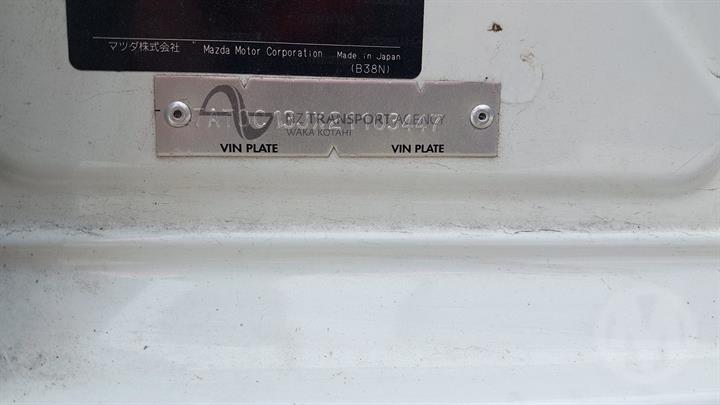 マツダ株式会社 Mazda Motor Corporation Made in Japan
(B38N)
NZ TRANSPORT AGENCY
WAKA KOTAHI
VIN PLATE VIN PLATE